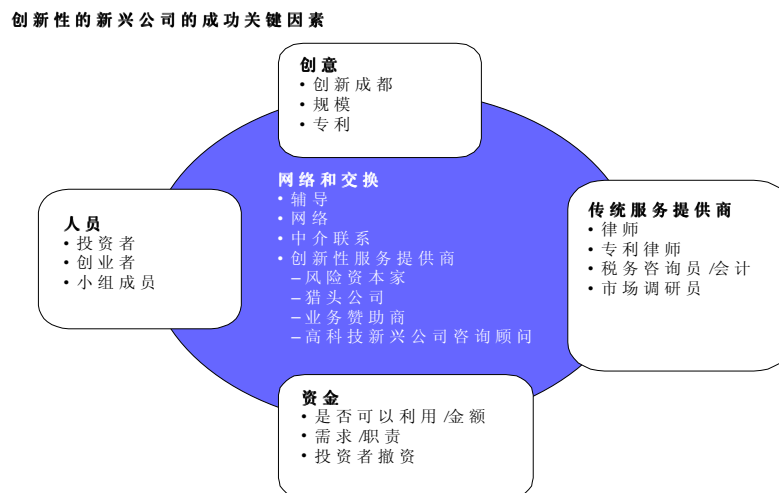 创新性的新兴公司的成功关键因素
创意
• 创新成都
• 规模
• 专利
网络和交换
• 辅导
• 网络
• 中介联系
• 创新性服务提供商
– 风险资本家
– 猎头公司
– 业务赞助商
– 高科技新兴公司咨询顾问
人员
• 投资者
• 创业者
• 小组成员
传统服务提供商
• 律师
• 专利律师
• 税务咨询员/会计
• 市场调研员
资金
• 是否可以利用/金额
• 需求/职责
• 投资者撤资